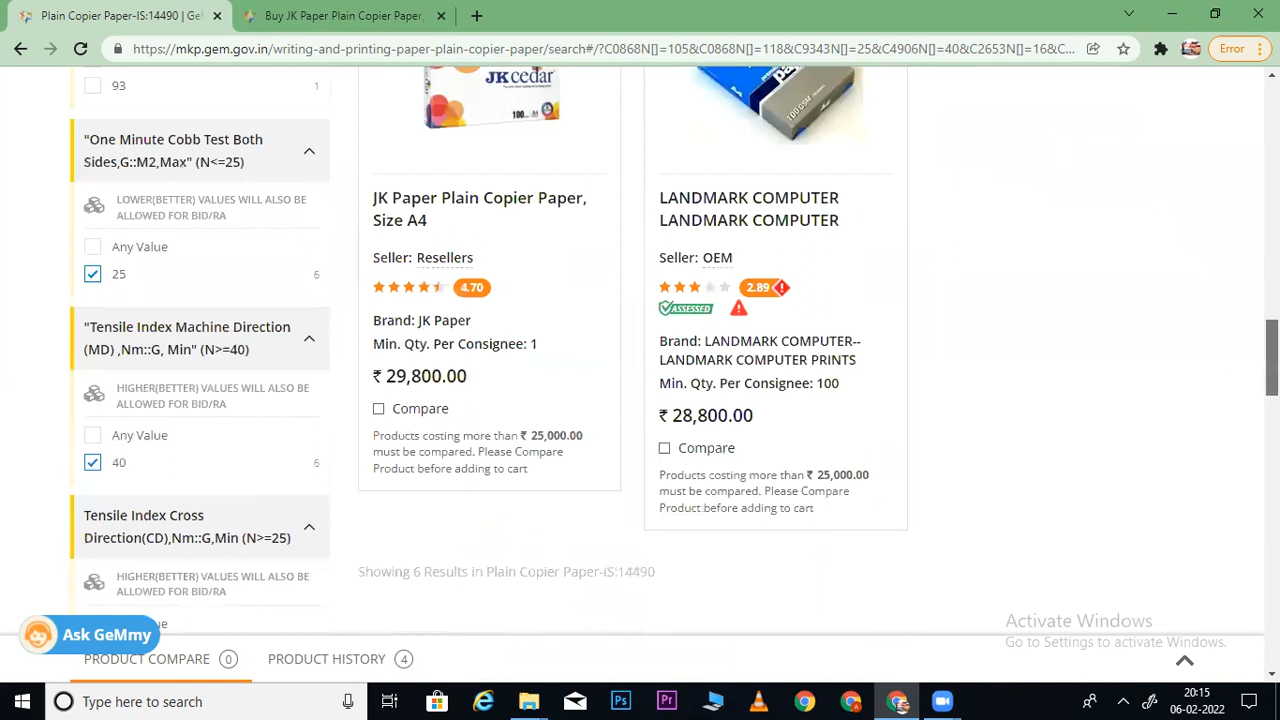 Plain Copier Paper-IS:14490 | Ge
Buy JK Paper Plain Copier Paper,
https://mkp.gem.gov.in/writing-and-printing-paper-plain-copier-paper/search#/?C0868N[]=105&C0868N[]=118&C9343N[]=25&C4906N[]=40&C2653N[]=16&C...
Error
93 1
"One Minute Cobb Test Both
Sides,G::M2,Max" (N<=25)
LOWER(BETTER) VALUES WILL ALSO BE
ALLOWED FOR BID/RA
Any Value
25 5
"Tensile Index Machine Direction
(MD) ,Nm::G, Min" (N>=40)
HIGHER(BETTER) VALUES WILL ALSO BE
ALLOWED FOR BID/RA
Any Value
40 6
Tensile Index Cross
Direction(CD),Nm::G,Min (N>=25)
HIGHER(BETTER) VALUES WILL ALSO BE
ALLOWED FOR BID/RA
JK cedar
100
JK Paper Plain Copier Paper,
Size A4
Seller: Resellers
4.70
Brand: JK Paper
Min. Qty. Per Consignee: 1
₹ 29,800.00
Compare
Products costing more than ₹ 25,000.00
must be compared. Please Compare
Product before adding to cart
100 GSM
LANDMARK COMPUTER
LANDMARK COMPUTER
Seller: OEM
2.89
ASSESSED
Brand: LANDMARK COMPUTER--
LANDMARK COMPUTER PRINTS
Min. Qty. Per Consignee: 100
₹ 28,800.00
Compare
Products costing more than ₹ 25,000.00
must be compared. Please Compare
Product before adding to cart
Showing 6 Results in Plain Copier Paper-iS:14490
Activate Windows
Go to Settings to activate Windows.
Ask GeMmy
PRODUCT COMPARE 0
PRODUCT HISTORY 4
Type here to search
Ps
Pr
20:15
06-02-2022